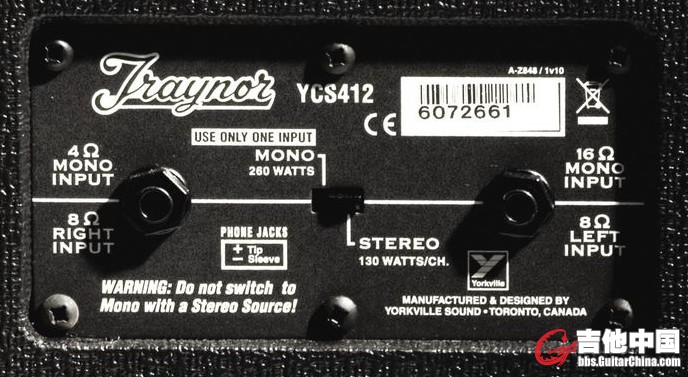 A-Z848 / 1v10
Traynor YCS412
6072661
CE
USE ONLY ONE INPUT
4Ω
MONO
INPUT
MONO
260 WATTS
16Ω
MONO
INPUT
8Ω
RIGHT
INPUT
PHONE JACKS
+ Tip
− Sleeve
STEREO
130 WATTS/CH.
8Ω
LEFT
INPUT
Yorkville
WARNING: Do not switch to
Mono with a Stereo Source!
MANUFACTURED & DESIGNED BY
YORKVILLE SOUND • TORONTO, CANADA
吉他中国
bbs.GuitarChina.com